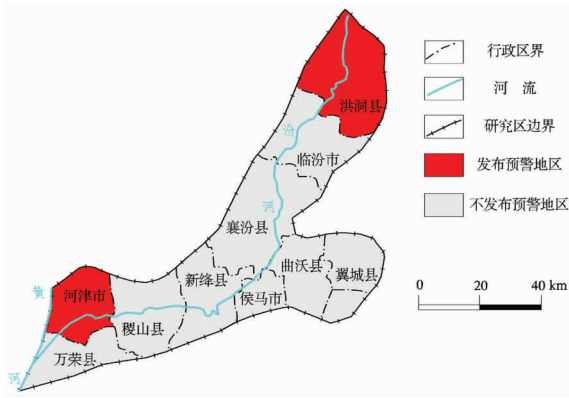 洪洞县
汾
临汾市
河
襄汾县
曲沃县
翼城县
新绛县
侯马市
黄
河津市
稷山县
万荣县
河
行政区界
河 流
研究区边界
发布预警地区
不发布预警地区
0 20 40 km